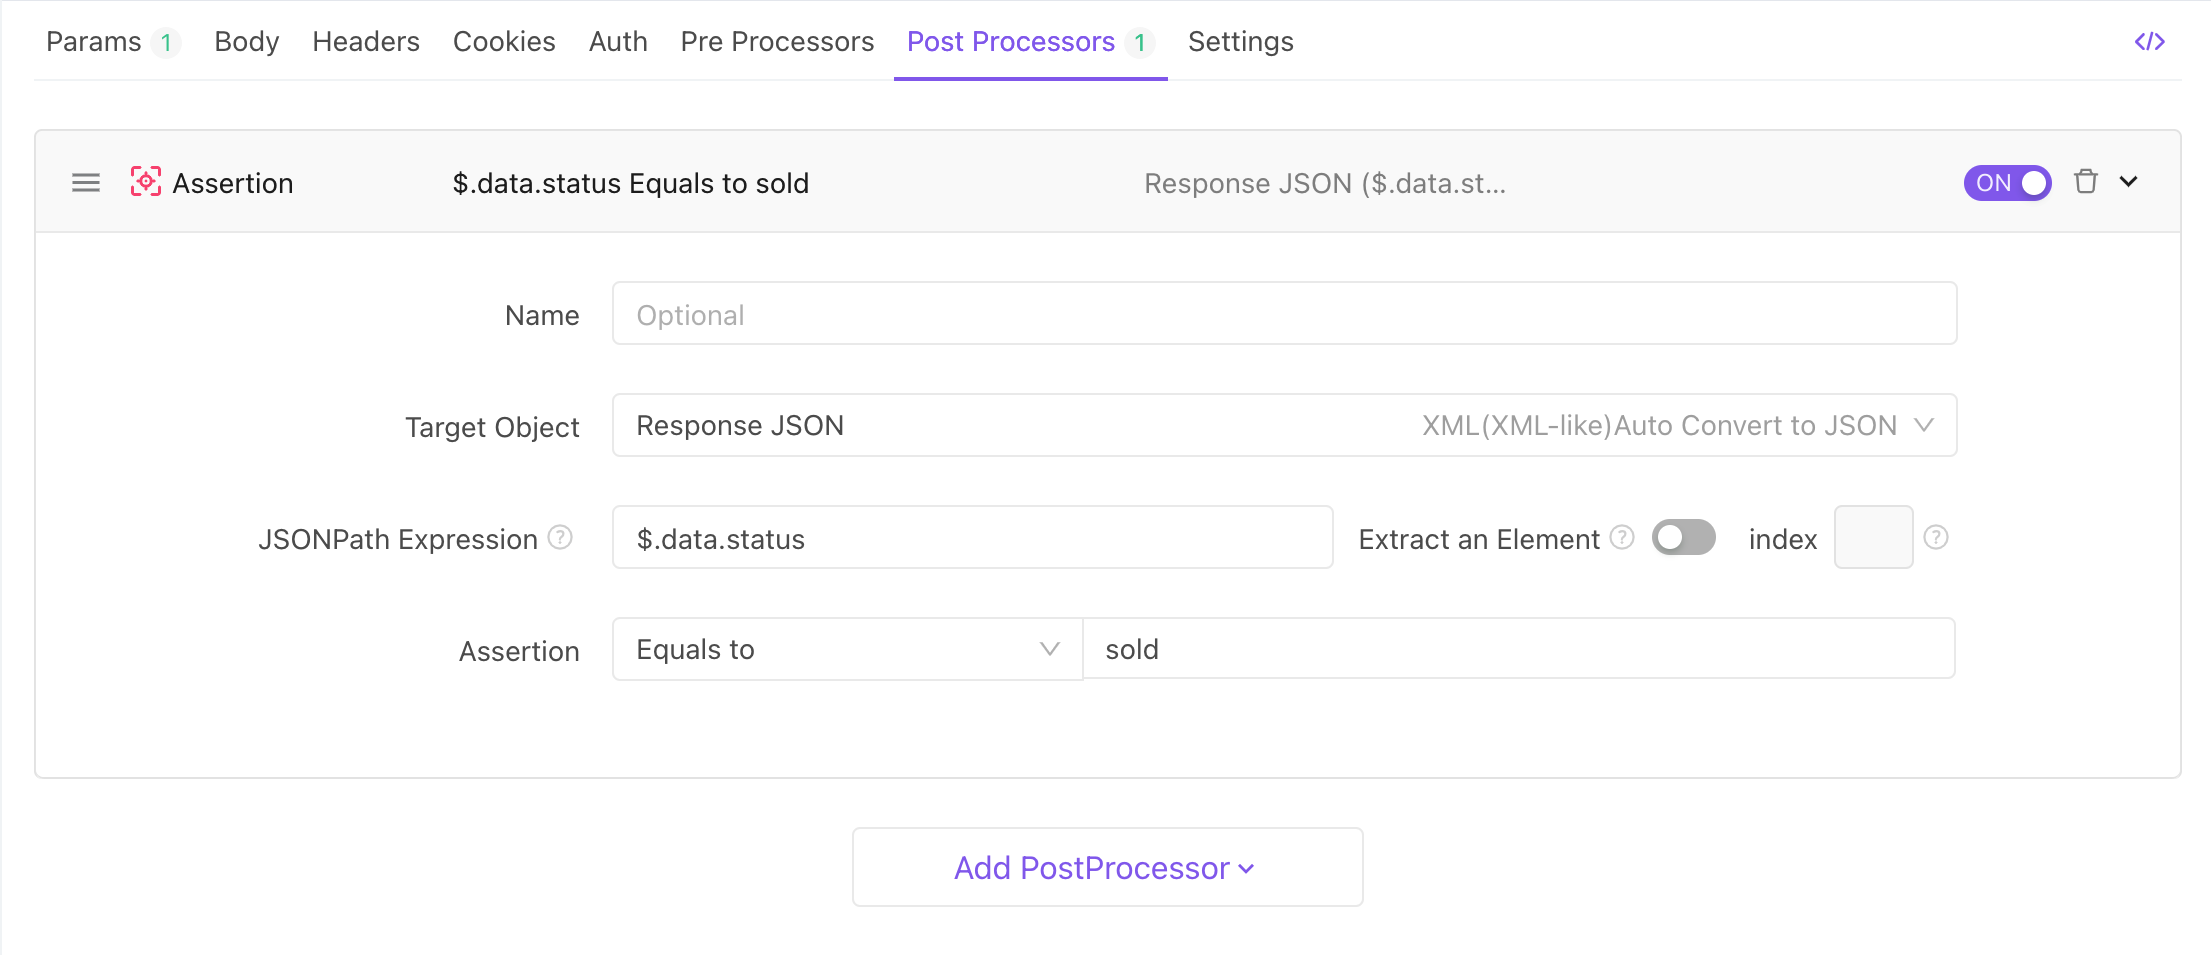 Params 1 Body Headers Cookies Auth Pre Processors Post Processors 1 Settings </>
Assertion $.data.status Equals to sold Response JSON ($.data.st... ON
Name Optional
Target Object Response JSON XML(XML-like)Auto Convert to JSON
JSONPath Expression ? $.data.status Extract an Element ? index ?
Assertion Equals to sold
Add PostProcessor